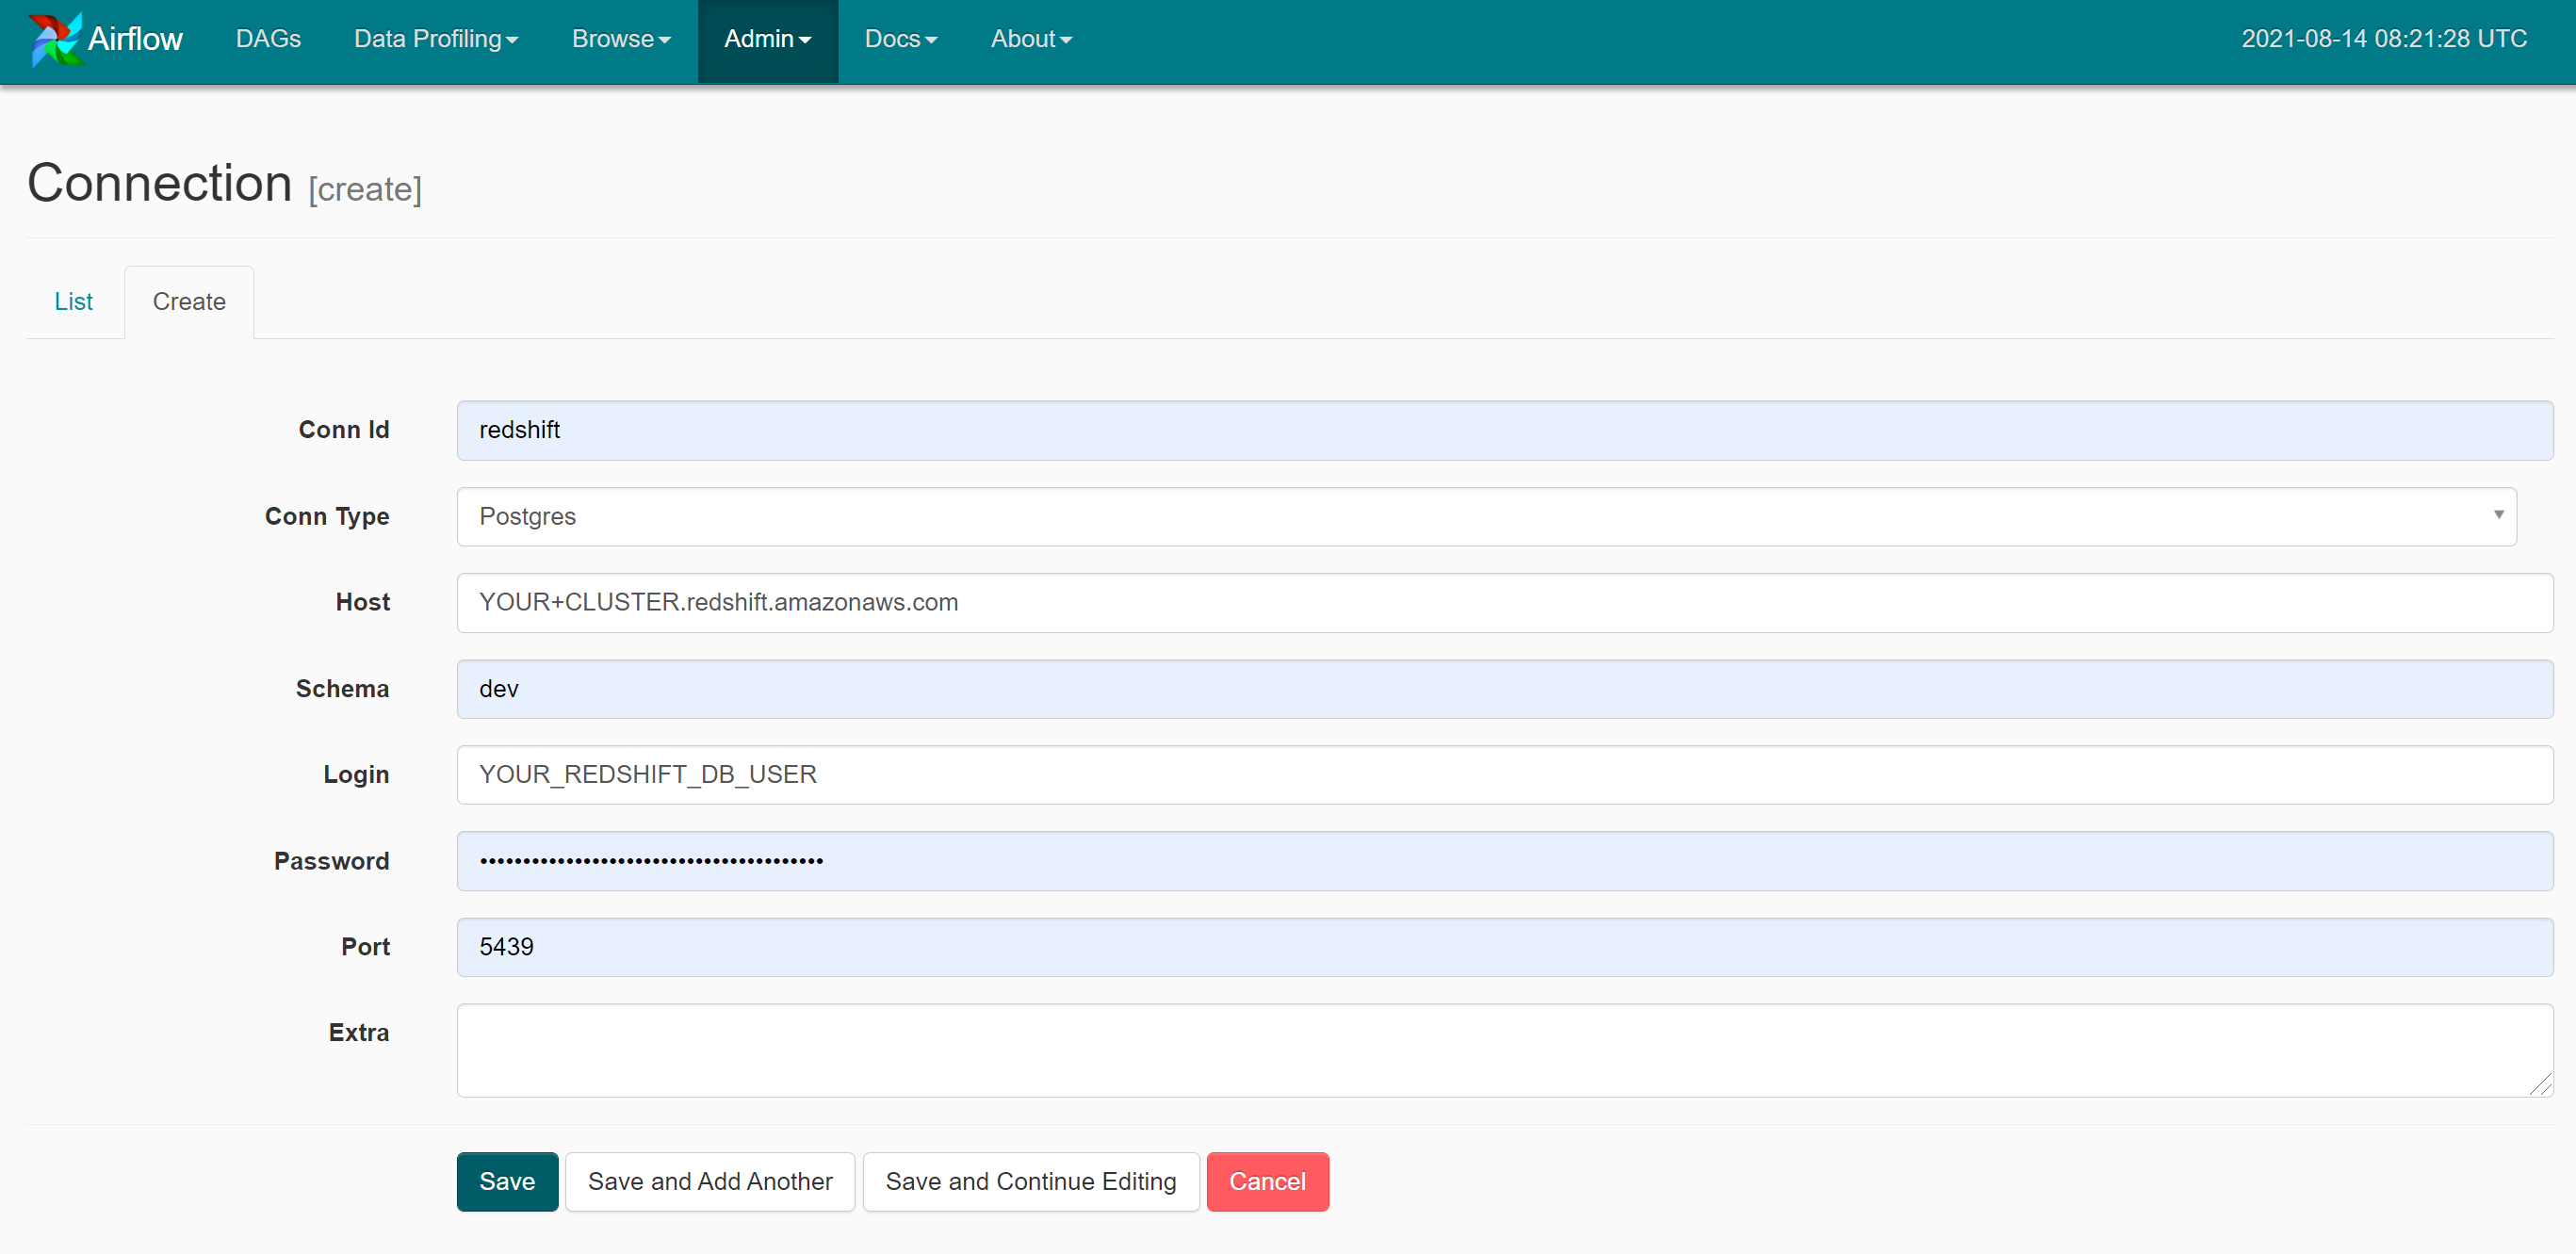 Airflow DAGs Data Profiling Browse Admin Docs About 2021-08-14 08:21:28 UTC
Connection [create]
List Create
Conn Id redshift
Conn Type Postgres
Host YOUR+CLUSTER.redshift.amazonaws.com
Schema dev
Login YOUR_REDSHIFT_DB_USER
Password ••••••••••••••••••••••••••••••••••••••••
Port 5439
Extra
Save Save and Add Another Save and Continue Editing Cancel